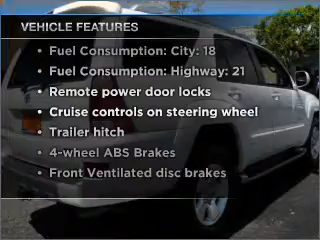 VEHICLE FEATURES
• Fuel Consumption: City: 18
• Fuel Consumption: Highway: 21
• Remote power door locks
• Cruise controls on steering wheel
• Trailer hitch
• 4-wheel ABS Brakes
• Front Ventilated disc brakes